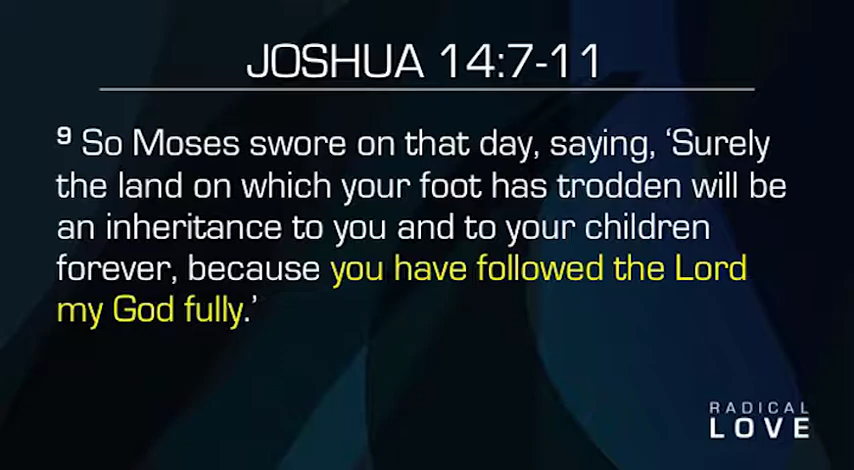 JOSHUA 14:7-11
9 So Moses swore on that day, saying, ‘Surely
the land on which your foot has trodden will be
an inheritance to you and to your children
forever, because you have followed the Lord
my God fully.’
RADICAL
LOVE